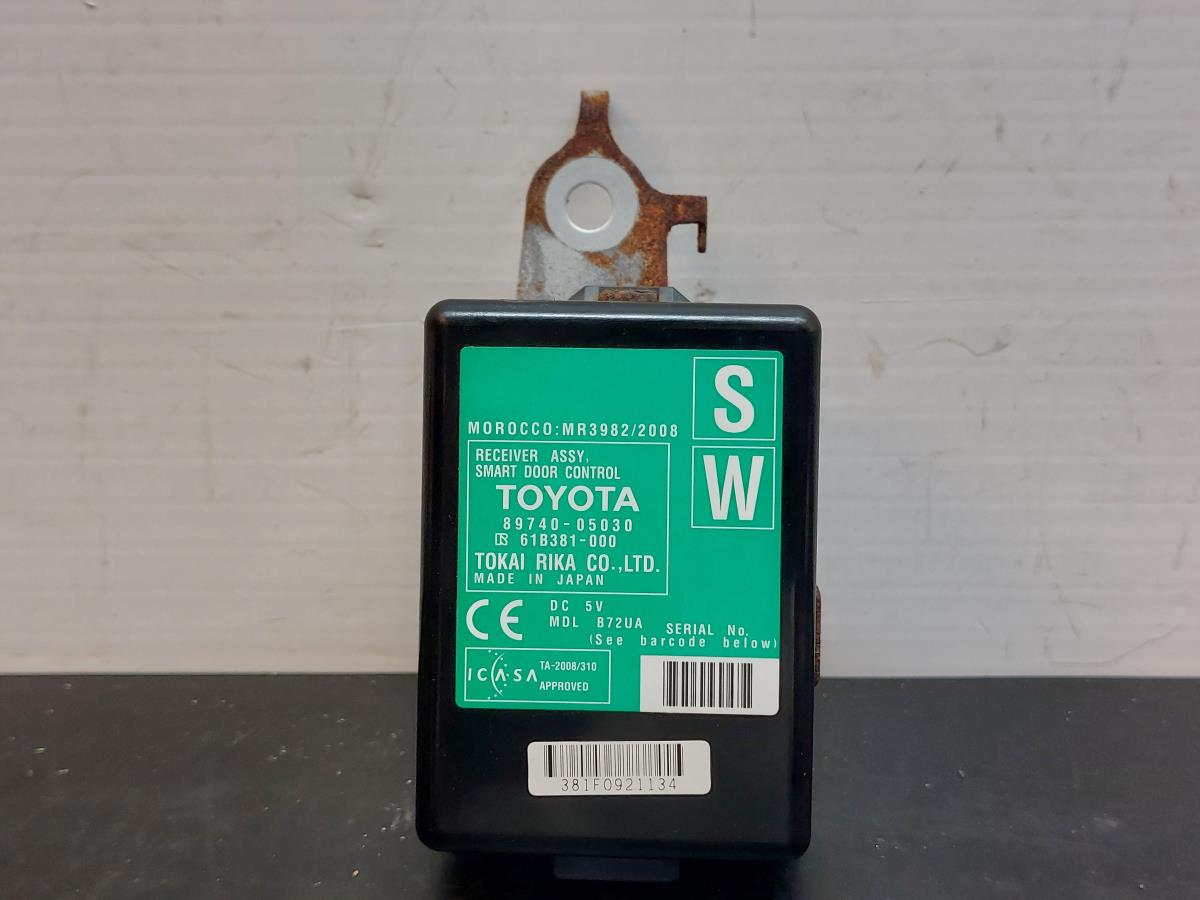 S
W
MOROCCO:MR3982/2008
RECEIVER ASSY,
SMART DOOR CONTROL
TOYOTA
89740-05030
R 61B381-000
TOKAI RIKA CO.,LTD.
MADE IN JAPAN
CE
DC 5V
MDL B72UA
SERIAL No.
(See barcode below)
ICASA
TA-2008/310
APPROVED
381F0921134